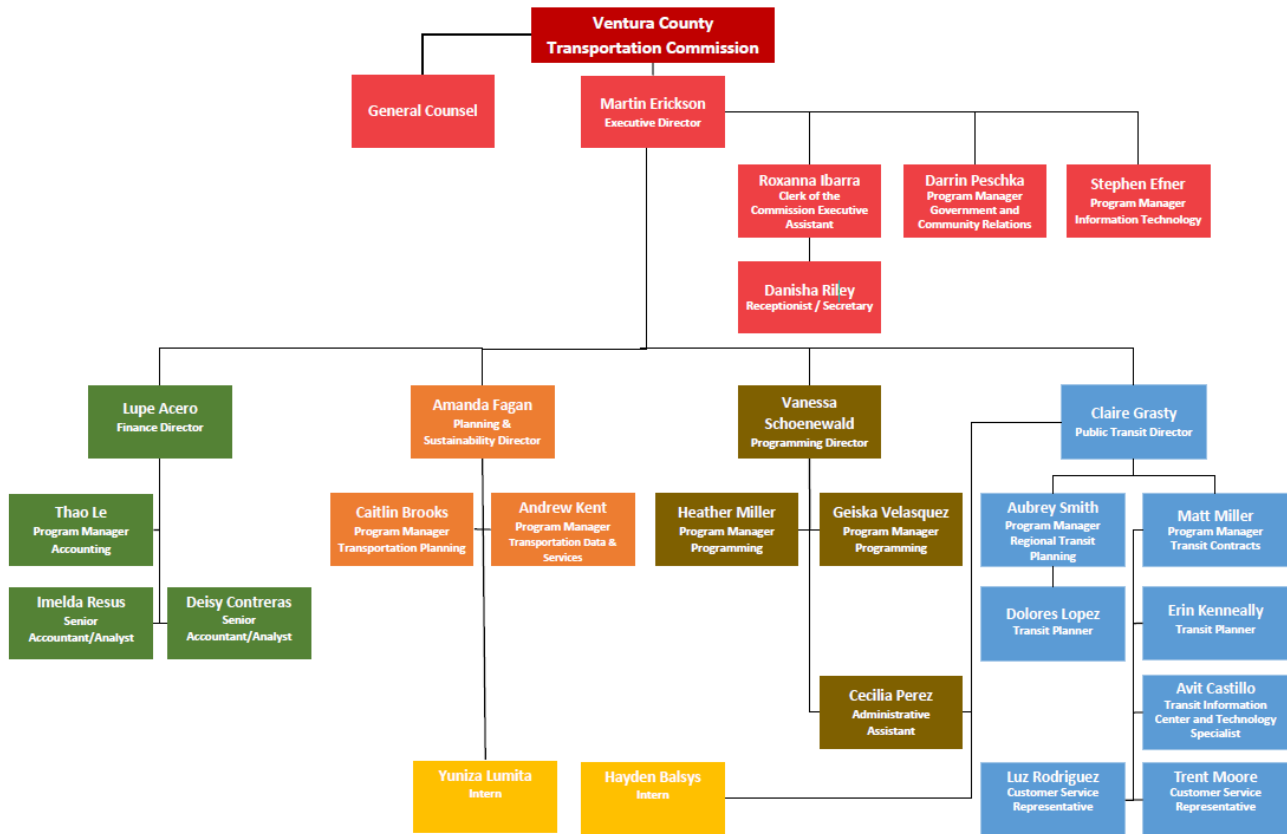 Ventura County
Transportation Commission
General Counsel
Martin Erickson
Executive Director
Roxanna Ibarra
Clerk of the
Commission Executive
Assistant
Darrin Peschka
Program Manager
Government and
Community Relations
Stephen Efner
Program Manager
Information Technology
Danisha Riley
Receptionist / Secretary
Lupe Acero
Finance Director
Amanda Fagan
Planning &
Sustainability Director
Vanessa
Schoenewald
Programming Director
Claire Grasty
Public Transit Director
Thao Le
Program Manager
Accounting
Caitlin Brooks
Program Manager
Transportation Planning
Andrew Kent
Program Manager
Transportation Data &
Services
Heather Miller
Program Manager
Programming
Geiska Velasquez
Program Manager
Programming
Aubrey Smith
Program Manager
Regional Transit
Planning
Matt Miller
Program Manager
Transit Contracts
Imelda Resus
Senior
Accountant/Analyst
Deisy Contreras
Senior
Accountant/Analyst
Dolores Lopez
Transit Planner
Erin Kenneally
Transit Planner
Cecilia Perez
Administrative
Assistant
Avit Castillo
Transit Information
Center and Technology
Specialist
Yuniza Lumita
Intern
Hayden Balsys
Intern
Luz Rodriguez
Customer Service
Representative
Trent Moore
Customer Service
Representative